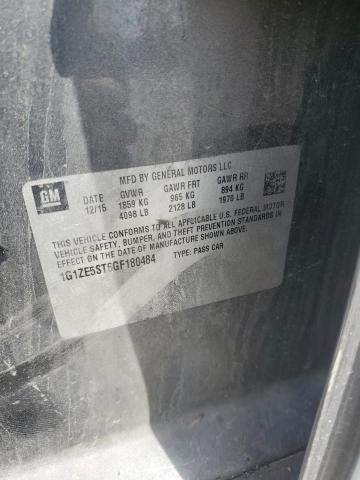 GM
MFD BY GENERAL MOTORS LLC
DATE GVWR GAWR FRT GAWR RR
12/15 1859 KG 965 KG 894 KG
4098 LB 2128 LB 1970 LB
THIS VEHICLE CONFORMS TO ALL APPLICABLE U.S. FEDERAL MOTOR
VEHICLE SAFETY, BUMPER, AND THEFT PREVENTION STANDARDS IN
EFFECT ON THE DATE OF MANUFACTURE SHOWN ABOVE.
1G1ZE5ST6GF180484 TYPE: PASS CAR